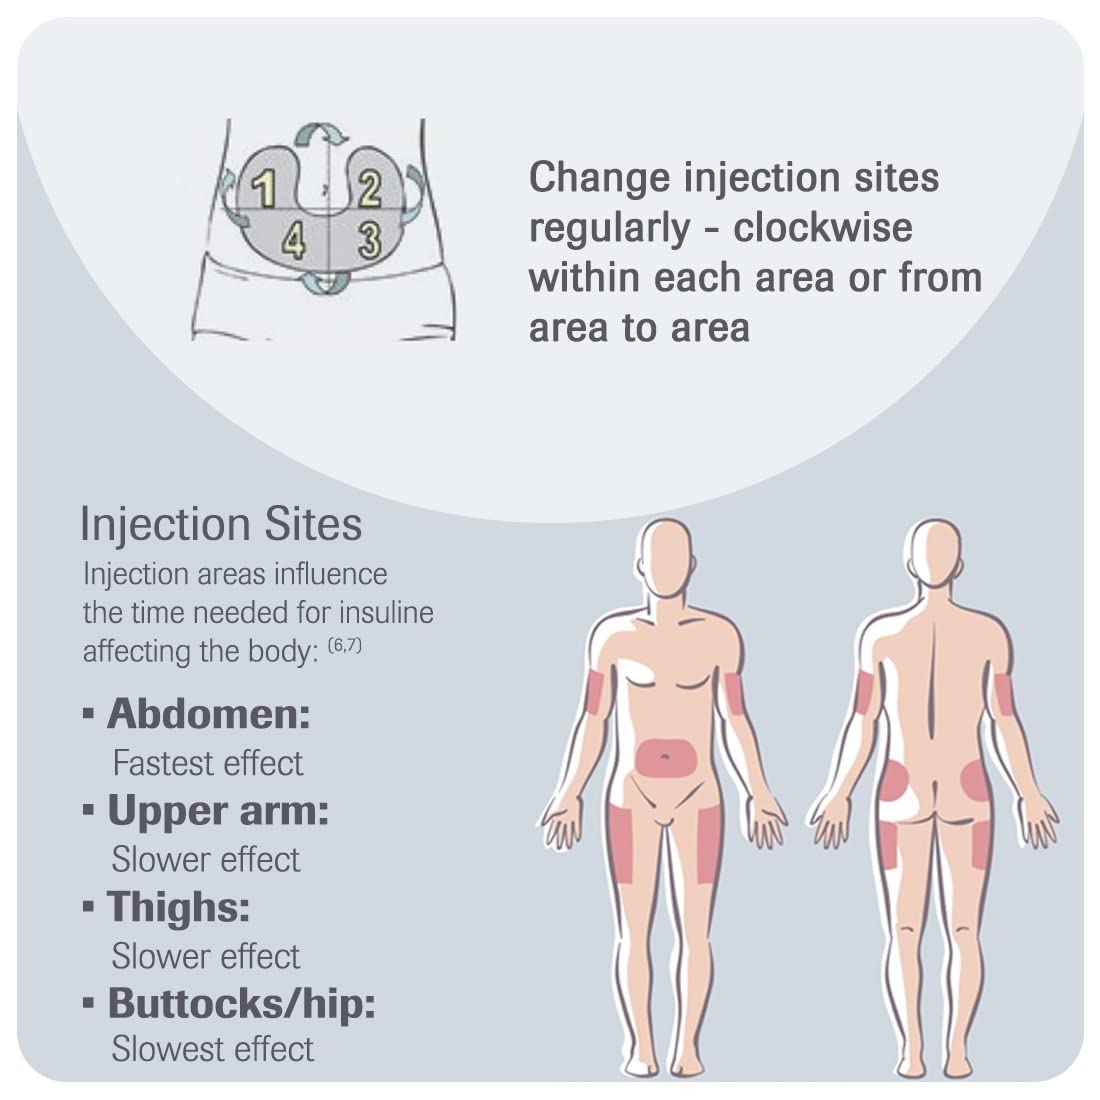 1 2
4 3
Change injection sites
regularly - clockwise
within each area or from
area to area
Injection Sites
Injection areas influence
the time needed for insuline
affecting the body: (6,7)
▪ Abdomen:
Fastest effect
▪ Upper arm:
Slower effect
▪ Thighs:
Slower effect
▪ Buttocks/hip:
Slowest effect